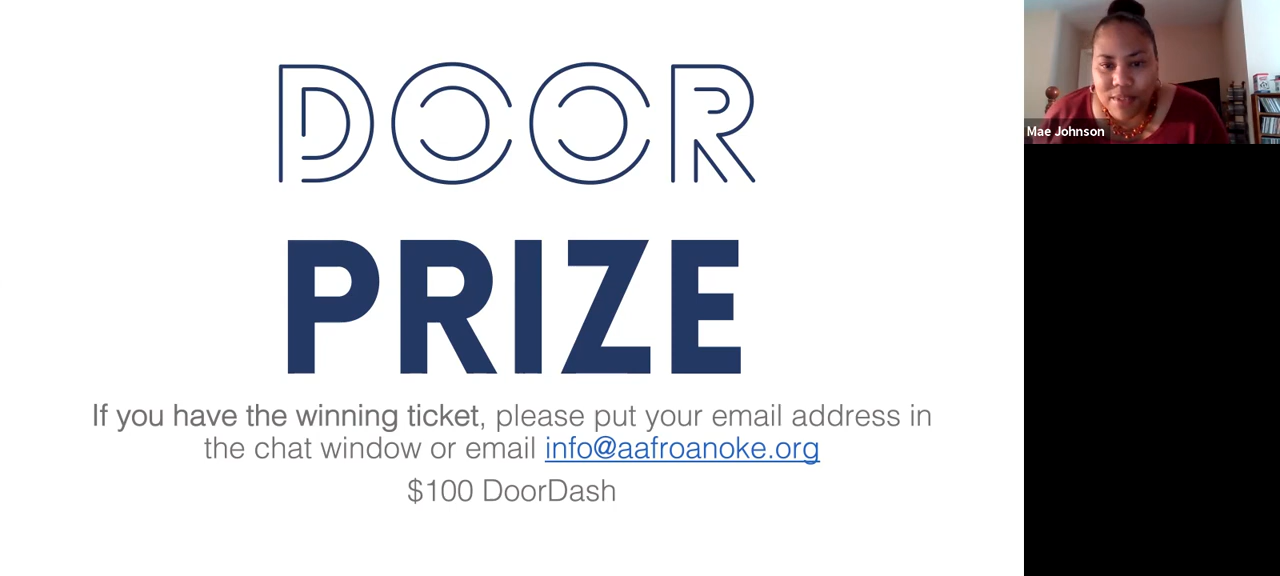 DOOR
PRIZE
If you have the winning ticket, please put your email address in
the chat window or email info@aafroanoke.org
$100 DoorDash
Mae Johnson